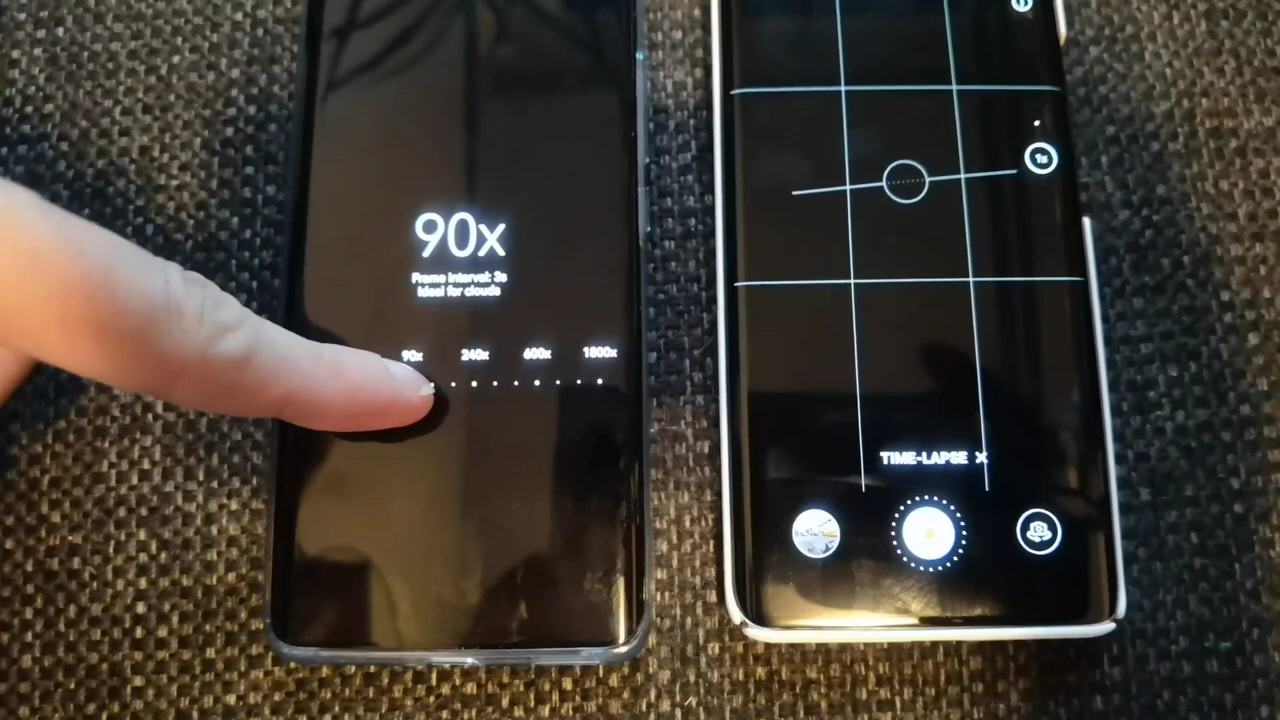 90x
Frame interval: 3s
Ideal for clouds
90x 240x 600x 1800x
1x
TIME-LAPSE X